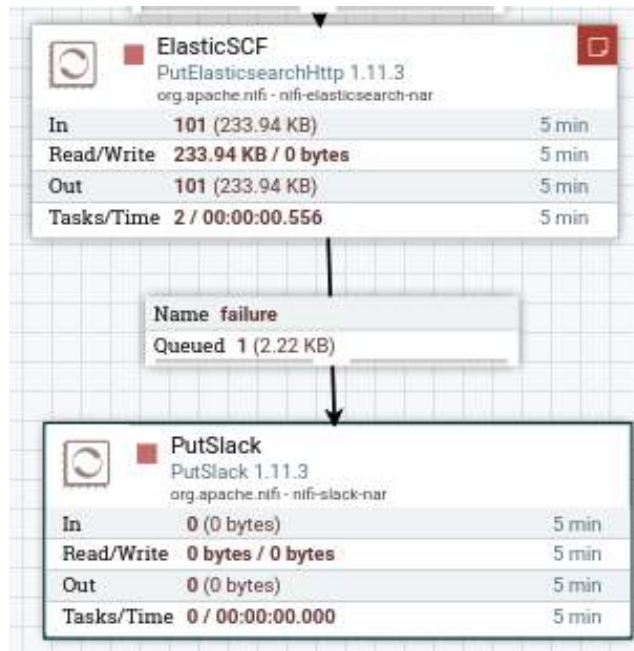 ElasticSCF
PutElasticsearchHttp 1.11.3
org.apache.nifi - nifi-elasticsearch-nar
In 101 (233.94 KB) 5 min
Read/Write 233.94 KB / 0 bytes 5 min
Out 101 (233.94 KB) 5 min
Tasks/Time 2 / 00:00:00.556 5 min
Name failure
Queued 1 (2.22 KB)
PutSlack
PutSlack 1.11.3
org.apache.nifi - nifi-slack-nar
In 0 (0 bytes) 5 min
Read/Write 0 bytes / 0 bytes 5 min
Out 0 (0 bytes) 5 min
Tasks/Time 0 / 00:00:00.000 5 min